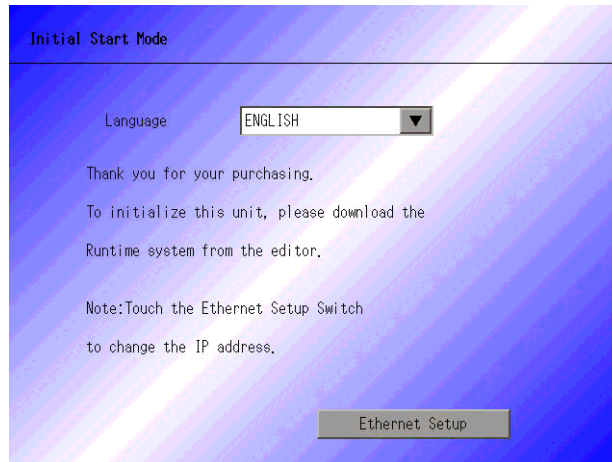 Initial Start Mode
Language ENGLISH
Thank you for your purchasing.
To initialize this unit, please download the
Runtime system from the editor.
Note:Touch the Ethernet Setup Switch
to change the IP address.
Ethernet Setup